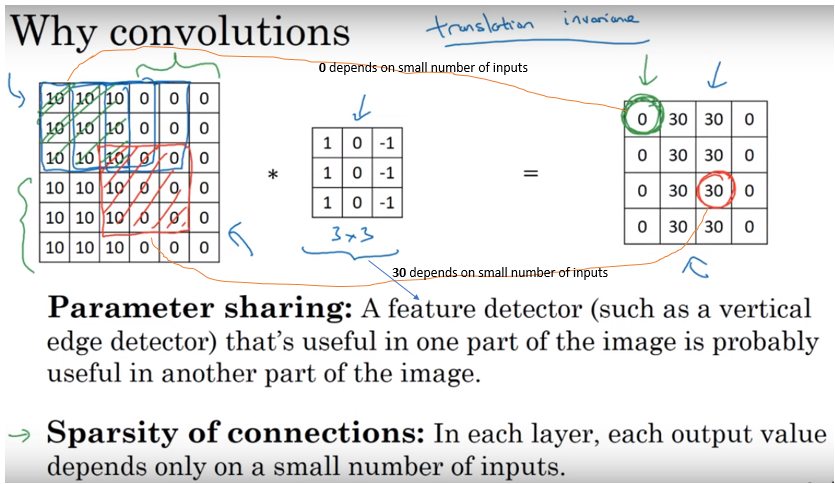 Why convolutions
translation invariance
0 depends on small number of inputs
10 10 10 0 0 0
10 10 10 0 0 0
10 10 10 0 0 0
10 10 10 0 0 0
10 10 10 0 0 0
10 10 10 0 0 0
*
1 0 -1
1 0 -1
1 0 -1
3×3
=
0 30 30 0
0 30 30 0
0 30 30 0
0 30 30 0
30 depends on small number of inputs
Parameter sharing: A feature detector (such as a vertical
edge detector) that's useful in one part of the image is probably
useful in another part of the image.
Sparsity of connections: In each layer, each output value
depends only on a small number of inputs.